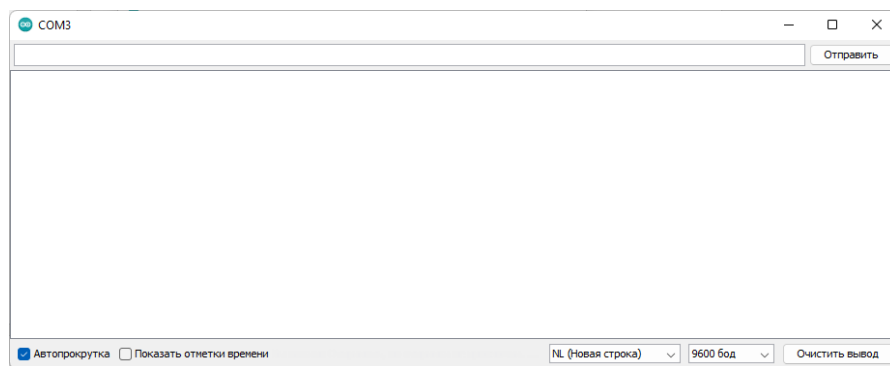 COM3
Отправить
Автопрокрутка Показать отметки времени NL (Новая строка) 9600 бод Очистить вывод